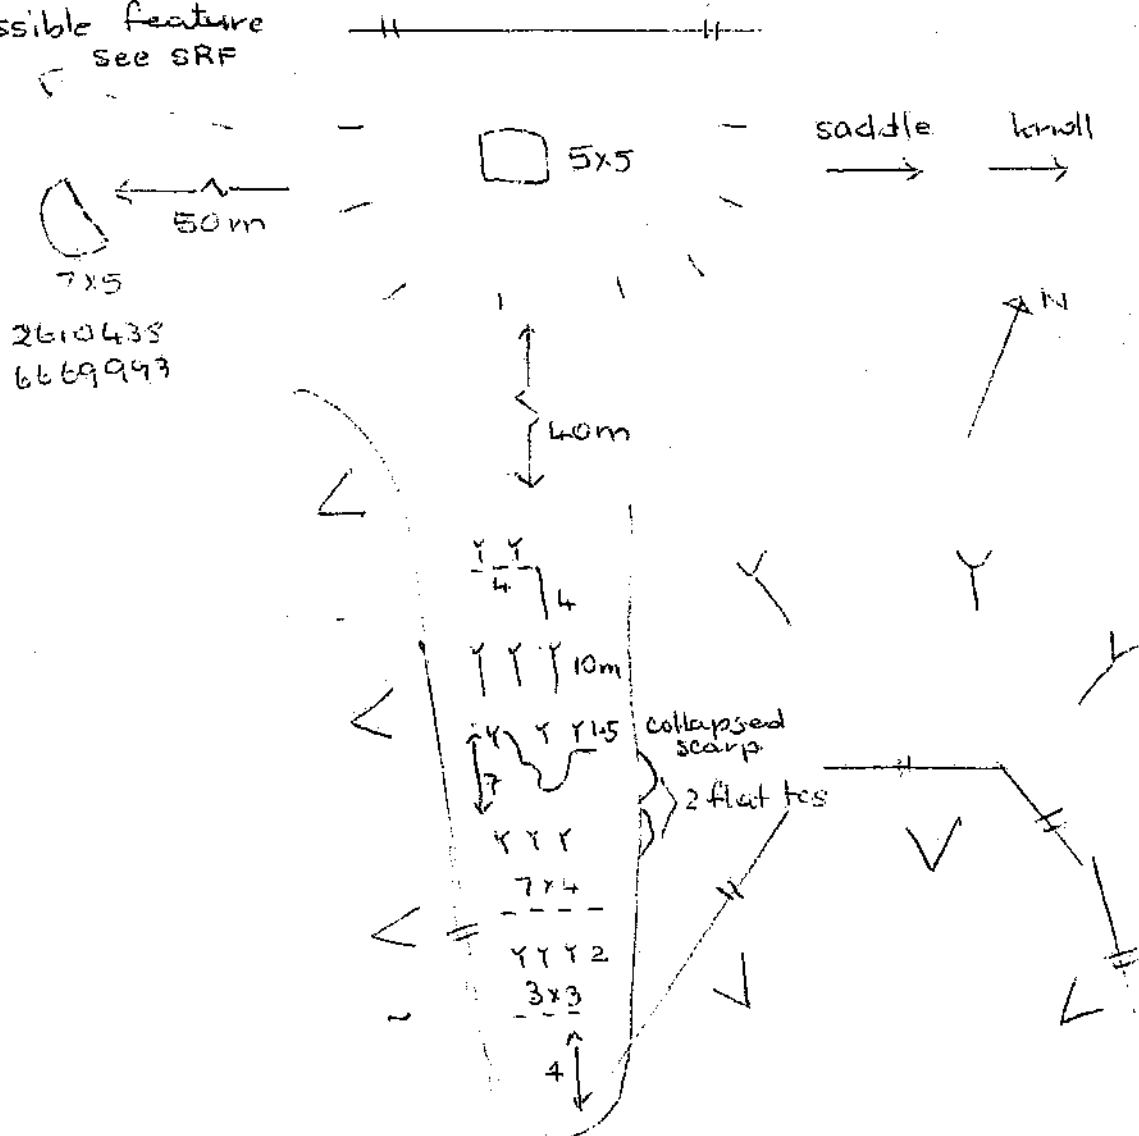 ssible feature
see SRF
saddle
knoll
5x5
50m
7x5
2610435
6669993
N
40m
4
4
10m
1.5
collapsed
scarp
7
2 flat tcs
7x4
2
3x3
4